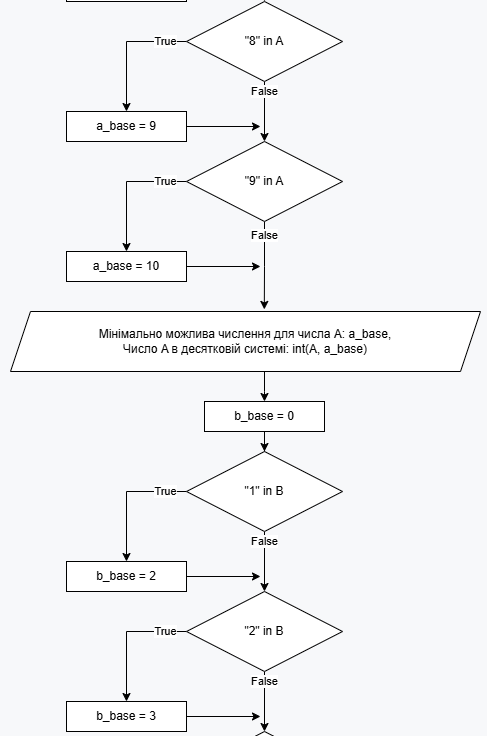 "8" in A
True
False
a_base = 9
"9" in A
True
False
a_base = 10
Мінімально можлива числення для числа A: a_base,
Число A в десятковій системі: int(A, a_base)
b_base = 0
"1" in B
True
False
b_base = 2
"2" in B
True
False
b_base = 3